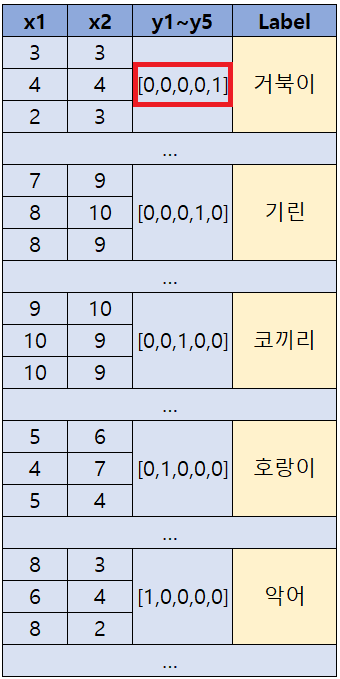 x1 x2 y1~y5 Label
3 3
4 4 [0,0,0,0,1] 거북이
2 3
...
7 9
8 10 [0,0,0,1,0] 기린
8 9
...
9 10
10 9 [0,0,1,0,0] 코끼리
10 9
...
5 6
4 7 [0,1,0,0,0] 호랑이
5 4
...
8 3
6 4 [1,0,0,0,0] 악어
8 2
...